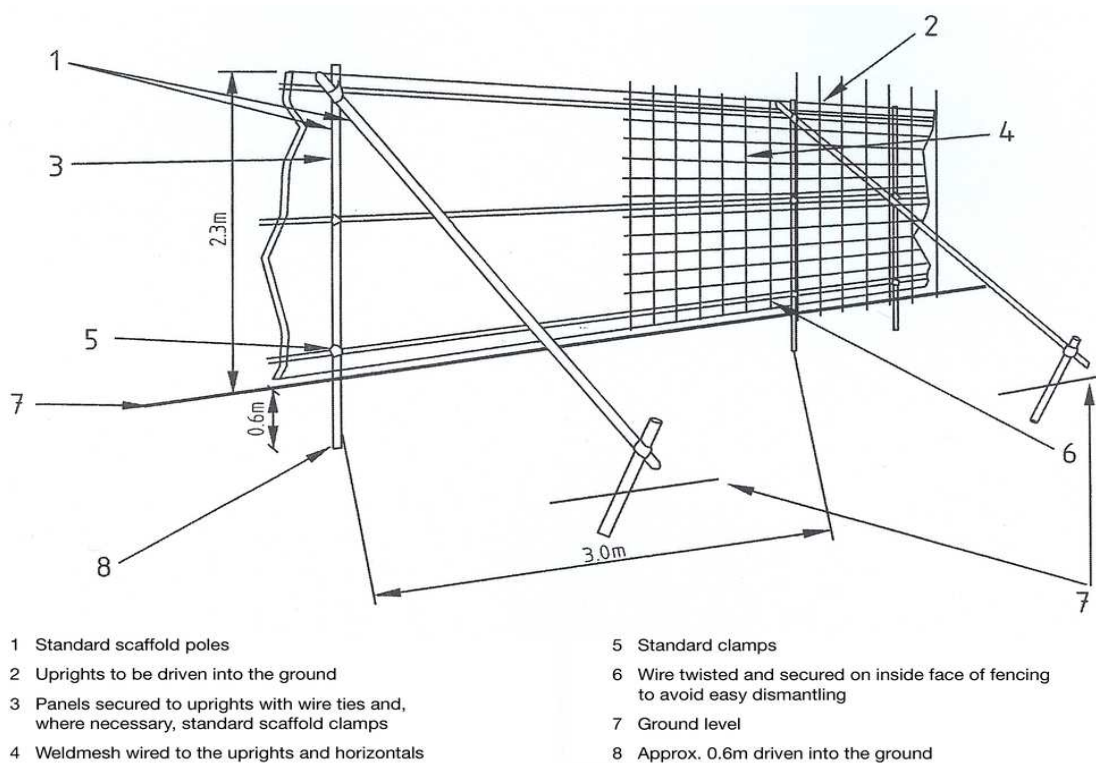 1
2
3
4
2.3m
5
7
0.6m
6
8
3.0m
7
1 Standard scaffold poles
2 Uprights to be driven into the ground
3 Panels secured to uprights with wire ties and,
where necessary, standard scaffold clamps
4 Weldmesh wired to the uprights and horizontals
5 Standard clamps
6 Wire twisted and secured on inside face of fencing
to avoid easy dismantling
7 Ground level
8 Approx. 0.6m driven into the ground